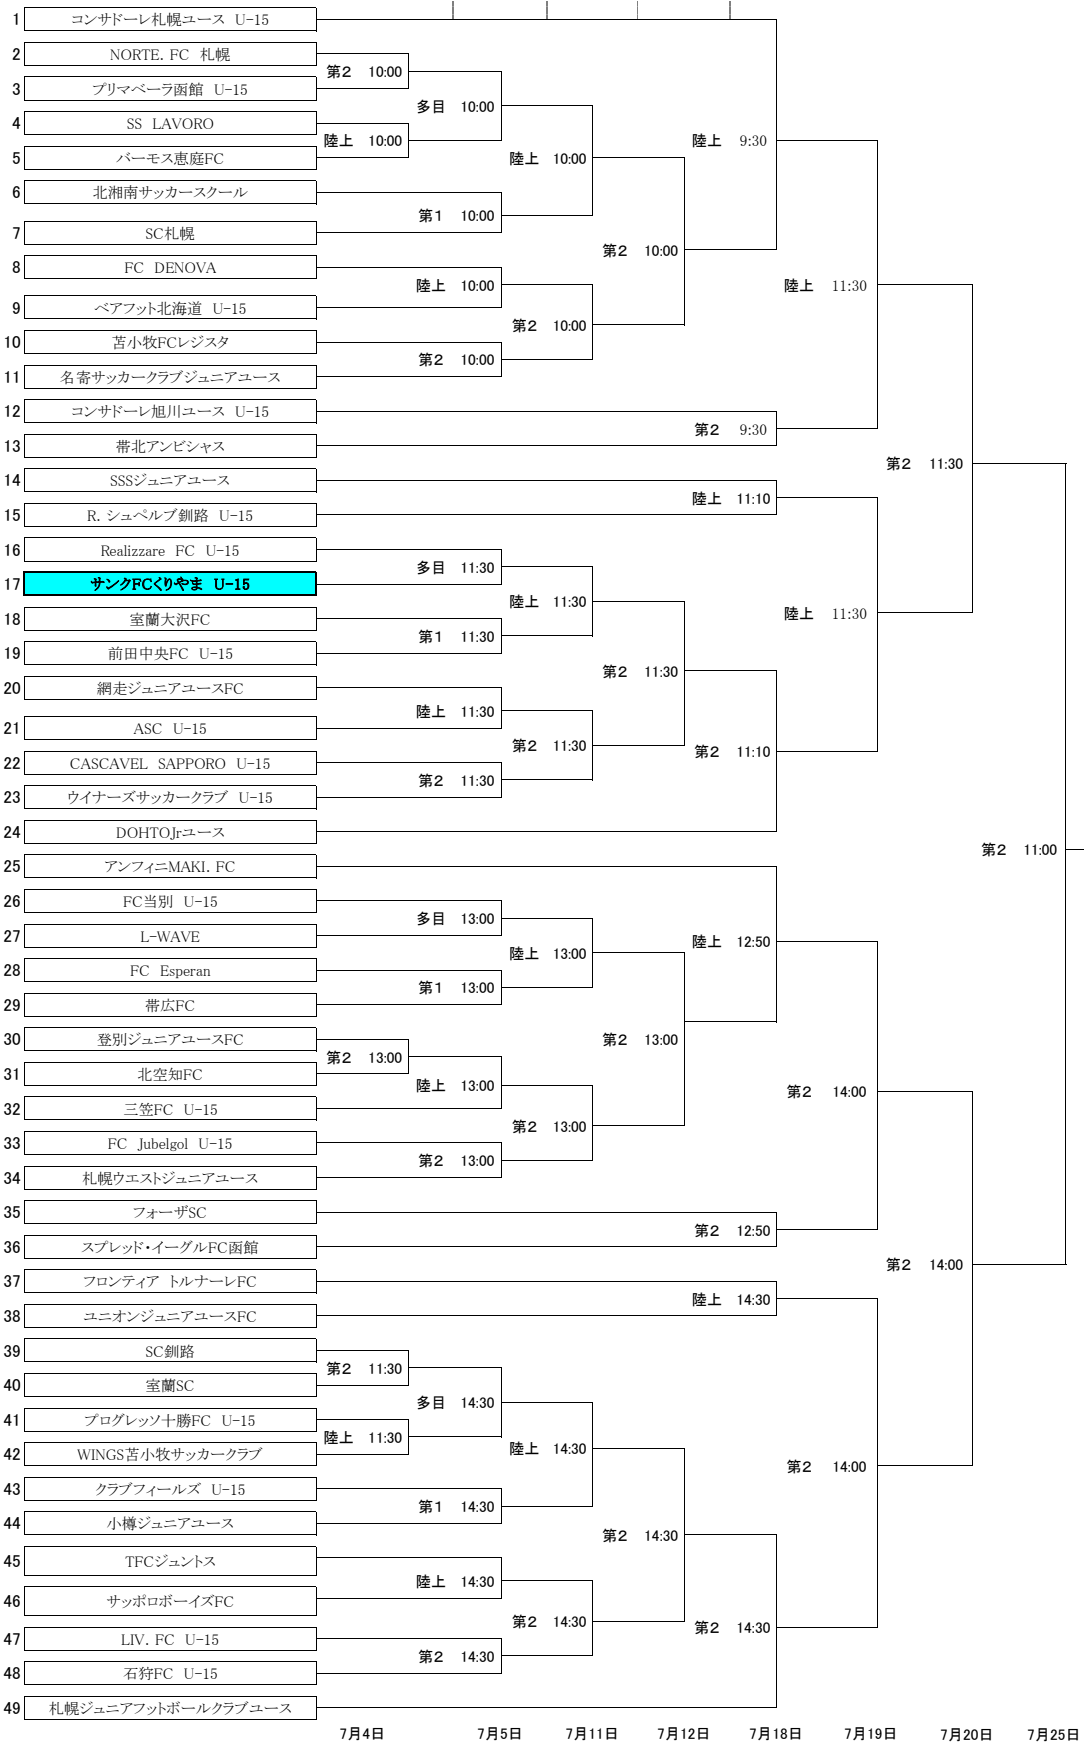 1 コンサドーレ札幌ユース U-15
2 NORTE．FC 札幌
第2 10:00
3 プリマベーラ函館 U-15
多目 10:00
4 SS LAVORO
陸上 10:00
陸上 9:30
5 バーモス恵庭FC
陸上 10:00
6 北湘南サッカースクール
第1 10:00
7 SC札幌
第2 10:00
8 FC DENOVA
陸上 10:00
陸上 11:30
9 ベアフット北海道 U-15
第2 10:00
10 苫小牧FCレジスタ
第2 10:00
11 名寄サッカークラブジュニアユース
12 コンサドーレ旭川ユース U-15
第2 9:30
13 帯北アンビシャス
第2 11:30
14 SSSジュニアユース
陸上 11:10
15 R．シュペルブ釧路 U-15
16 Realizzare FC U-15
多目 11:30
17 サンクFCくりやま U-15
陸上 11:30
陸上 11:30
18 室蘭大沢FC
第1 11:30
19 前田中央FC U-15
第2 11:30
20 網走ジュニアユースFC
陸上 11:30
21 ASC U-15
第2 11:30
第2 11:10
22 CASCAVEL SAPPORO U-15
第2 11:30
23 ウイナーズサッカークラブ U-15
24 DOHTOJrユース
第2 11:00
25 アンフィニMAKI．FC
26 FC当別 U-15
多目 13:00
27 L-WAVE
陸上 12:50
陸上 13:00
28 FC Esperan
第1 13:00
29 帯広FC
30 登別ジュニアユースFC
第2 13:00
第2 13:00
31 北空知FC
陸上 13:00
第2 14:00
32 三笠FC U-15
第2 13:00
33 FC Jubelgol U-15
第2 13:00
34 札幌ウエストジュニアユース
35 フォーザSC
第2 12:50
36 スプレッド・イーグルFC函館
第2 14:00
37 フロンティア トルナーレFC
陸上 14:30
38 ユニオンジュニアユースFC
39 SC釧路
第2 11:30
40 室蘭SC
多目 14:30
41 プログレッソ十勝FC U-15
陸上 11:30
陸上 14:30
42 WINGS苫小牧サッカークラブ
第2 14:00
43 クラブフィールズ U-15
第1 14:30
44 小樽ジュニアユース
第2 14:30
45 TFCジュントス
陸上 14:30
46 サッポロボーイズFC
第2 14:30
第2 14:30
47 LIV．FC U-15
第2 14:30
48 石狩FC U-15
49 札幌ジュニアフットボールクラブユース
7月4日 7月5日 7月11日 7月12日 7月18日 7月19日 7月20日 7月25日